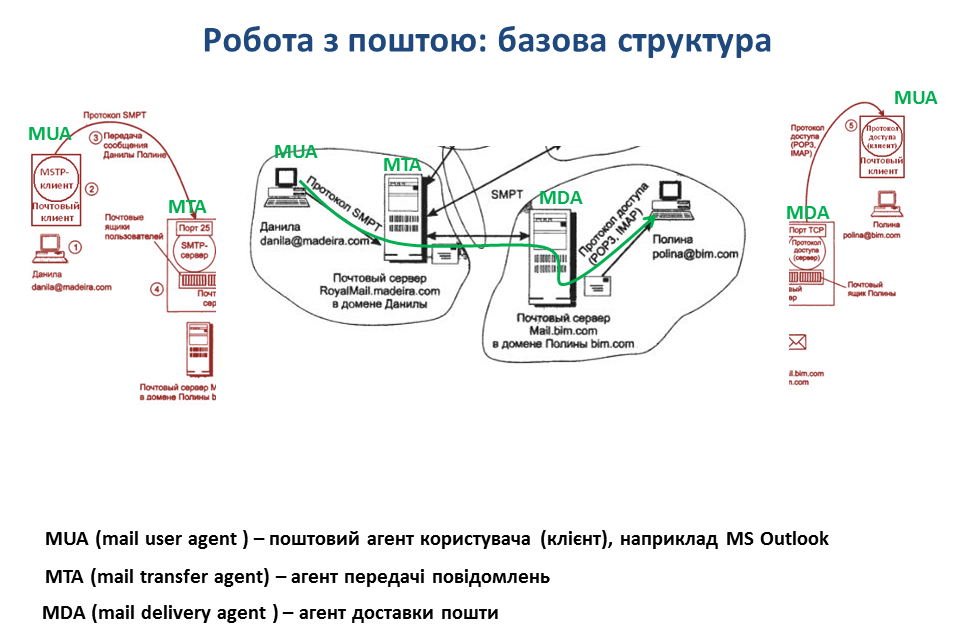 Робота з поштою: базова структура
Протокол SMPT
MUA
3
Передача
сообщения
Данилы Полине
MSTP-
клиент
2
Почтовый
клиент
MTA
Почтовые
ящики
пользователей
Порт 25
SMTP-
сервер
1
Данила
danila@madeira.com
4
Почт
сер
Почтовый сервер M
в домене Полины b
MUA
MTA
Протокол SMPT
Данила
danila@madeira.com
Почтовый сервер
RoyalMail.madeira.com
в домене Данилы
SMPT
MDA
Протокол доступа
(POP3, IMAP)
Полина
polina@bim.com
Почтовый сервер
Mail.bim.com
в домене Полины bim.com
MUA
Протокол
доступа
(POP3,
IMAP)
5
Протокол
доступа
(клиент)
Почтовый
клиент
MDA
Порт TCP
Протокол
доступа
(сервер)
Полина
polina@bim.com
вый
ер
Почтовый
ящик Полины
il.bim.com
m.com
MUA (mail user agent ) – поштовий агент користувача (клієнт), наприклад MS Outlook
MTA (mail transfer agent) – агент передачі повідомлень
MDA (mail delivery agent ) – агент доставки пошти